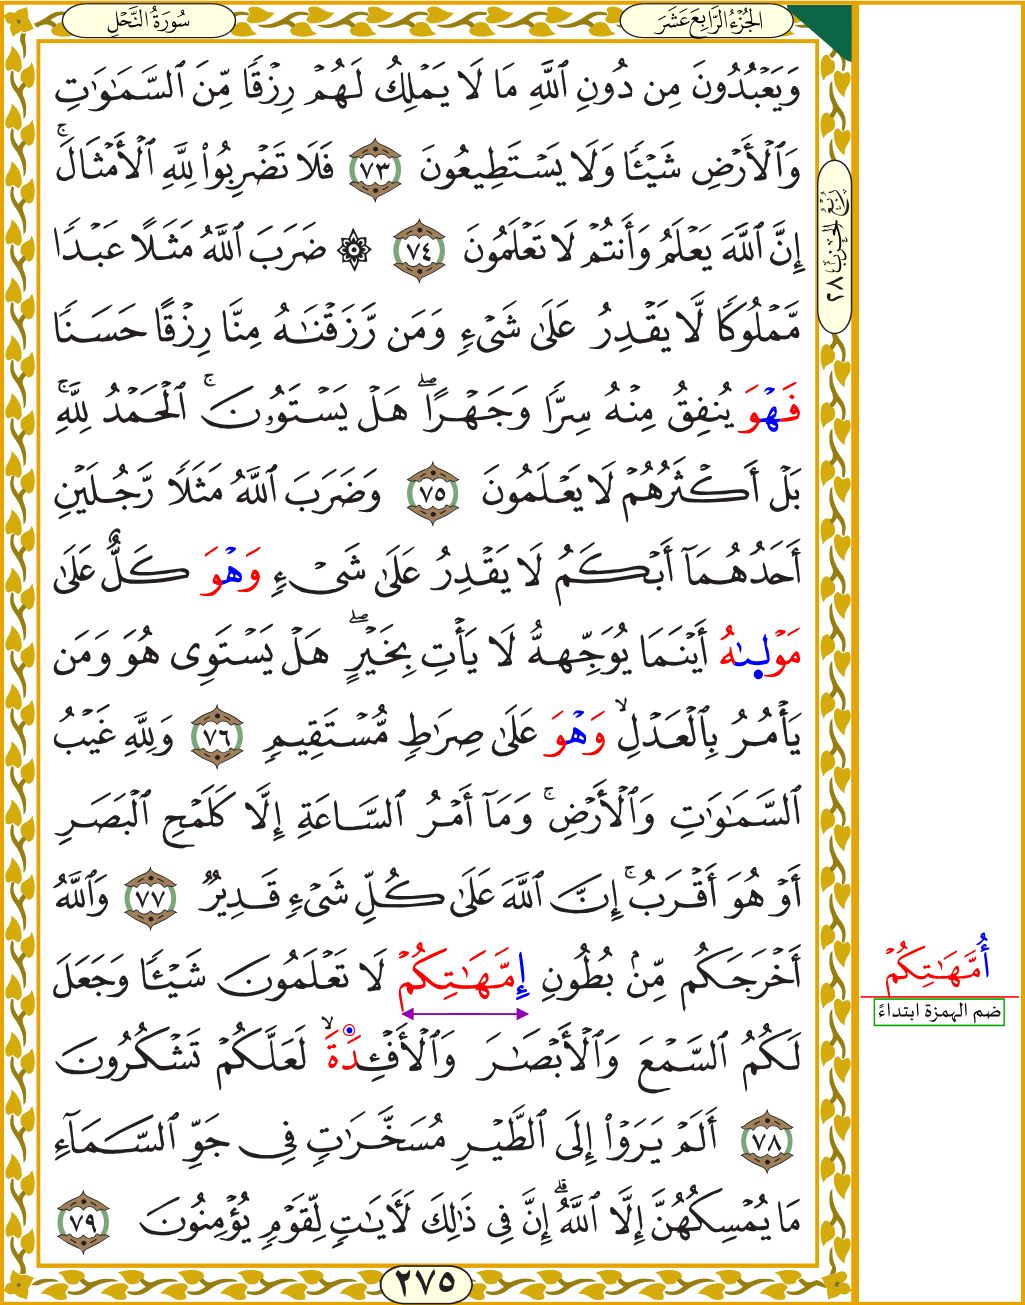 سُورَةُ النَّحْلِ
الجُزْءُ الرَّابِعَ عَشَرَ
وَيَعْبُدُونَ مِن دُونِ ٱللَّهِ مَا لَا يَمْلِكُ لَهُمْ رِزْقًا مِّنَ ٱلسَّمَٰوَٰتِ
وَٱلْأَرْضِ شَيْـًٔا وَلَا يَسْتَطِيعُونَ ٧٣ فَلَا تَضْرِبُوا۟ لِلَّهِ ٱلْأَمْثَالَ ۚ
إِنَّ ٱللَّهَ يَعْلَمُ وَأَنتُمْ لَا تَعْلَمُونَ ٧٤ ۞ ضَرَبَ ٱللَّهُ مَثَلًا عَبْدًا
مَّمْلُوكًا لَّا يَقْدِرُ عَلَىٰ شَىْءٍ وَمَن رَّزَقْنَٰهُ مِنَّا رِزْقًا حَسَنًا
فَهْوَ يُنفِقُ مِنْهُ سِرًّا وَجَهْرًا ۖ هَلْ يَسْتَوُۥنَ ۚ ٱلْحَمْدُ لِلَّهِ ۚ
بَلْ أَكْثَرُهُمْ لَا يَعْلَمُونَ ٧٥ وَضَرَبَ ٱللَّهُ مَثَلًا رَّجُلَيْنِ
أَحَدُهُمَآ أَبْكَمُ لَا يَقْدِرُ عَلَىٰ شَىْءٍ وَهْوَ كَلٌّ عَلَىٰ
مَوْلَىٰهُ أَيْنَمَا يُوَجِّههُّ لَا يَأْتِ بِخَيْرٍ ۖ هَلْ يَسْتَوِى هُوَ وَمَن
يَأْمُرُ بِٱلْعَدْلِ ۙ وَهْوَ عَلَىٰ صِرَٰطٍ مُّسْتَقِيمٍ ٧٦ وَلِلَّهِ غَيْبُ
ٱلسَّمَٰوَٰتِ وَٱلْأَرْضِ ۚ وَمَآ أَمْرُ ٱلسَّاعَةِ إِلَّا كَلَمْحِ ٱلْبَصَرِ
أَوْ هُوَ أَقْرَبُ ۚ إِنَّ ٱللَّهَ عَلَىٰ كُلِّ شَىْءٍ قَدِيرٌ ٧٧ وَٱللَّهُ
أَخْرَجَكُم مِّنۢ بُطُونِ إِمَّهَٰتِكُمْ لَا تَعْلَمُونَ شَيْـًٔا وَجَعَلَ
لَكُمُ ٱلسَّمْعَ وَٱلْأَبْصَٰرَ وَٱلْأَفْـِٔدَةَ ۙ لَعَلَّكُمْ تَشْكُرُونَ
٧٨ أَلَمْ يَرَوْا۟ إِلَى ٱلطَّيْرِ مُسَخَّرَٰتٍ فِى جَوِّ ٱلسَّمَآءِ
مَا يُمْسِكُهُنَّ إِلَّا ٱللَّهُ ۗ إِنَّ فِى ذَٰلِكَ لَـَٔايَٰتٍ لِّقَوْمٍ يُؤْمِنُونَ ٧٩
رُبْعُ الحِزْبِ ٢٨
أُمَّهَٰتِكُمْ
ضم الهمزة ابتداءً
٢٧٥